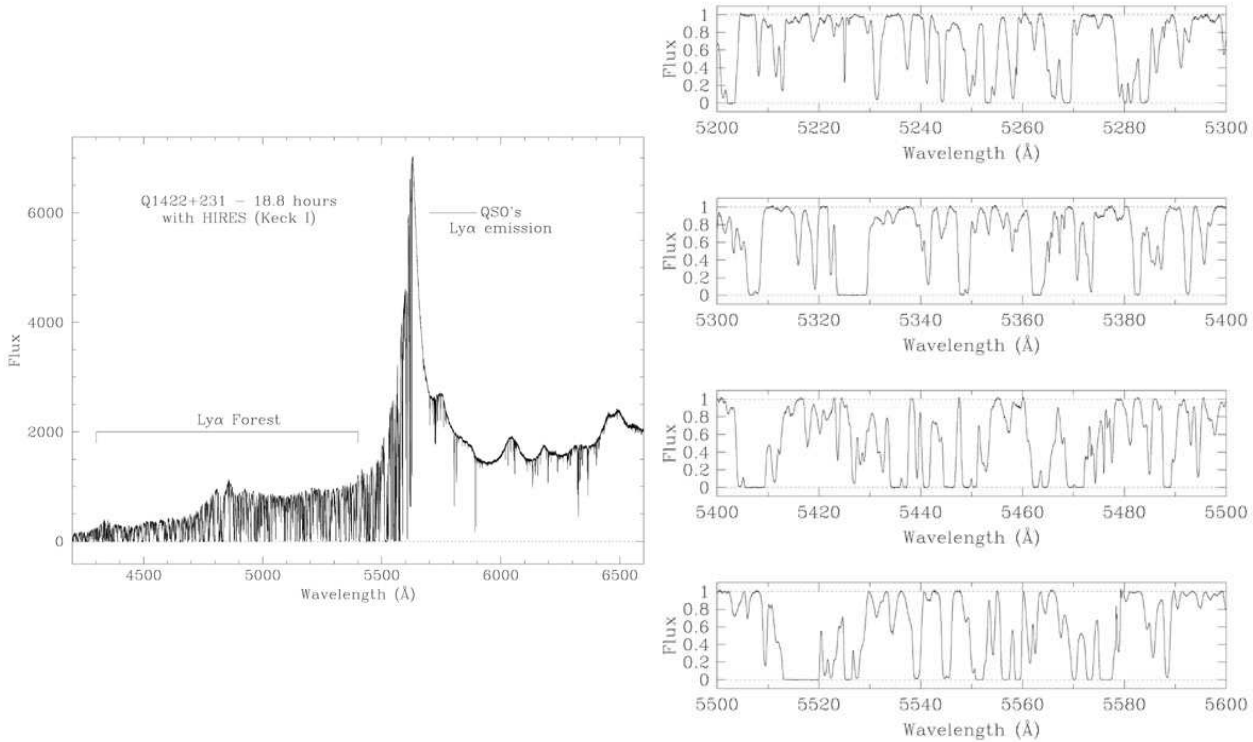 Q1422+231 − 18.8 hours
with HIRES (Keck I)
QSO's
Lyα emission
Lyα Forest
Flux
6000
4000
2000
0
4500 5000 5500 6000 6500
Wavelength (Å)
Flux
1
0.8
0.6
0.4
0.2
0
5200 5220 5240 5260 5280 5300
Wavelength (Å)
Flux
1
0.8
0.6
0.4
0.2
0
5300 5320 5340 5360 5380 5400
Wavelength (Å)
Flux
1
0.8
0.6
0.4
0.2
0
5400 5420 5440 5460 5480 5500
Wavelength (Å)
Flux
1
0.8
0.6
0.4
0.2
0
5500 5520 5540 5560 5580 5600
Wavelength (Å)